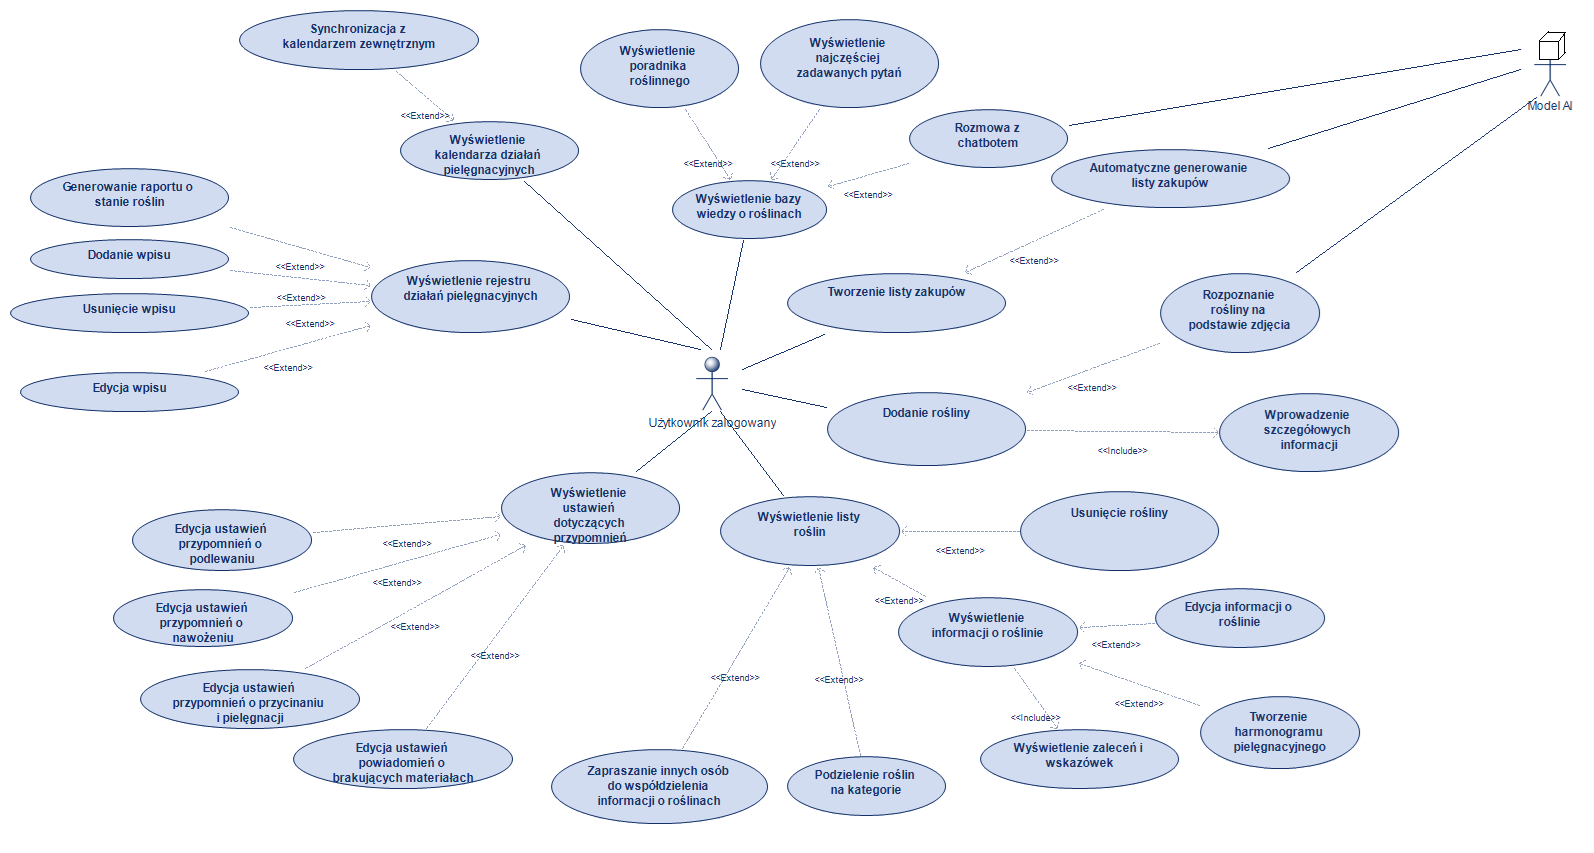 Synchronizacja z
kalendarzem zewnętrznym
<<Extend>>
Wyświetlenie
kalendarza działań
pielęgnacyjnych
Wyświetlenie
poradnika
roślinnego
<<Extend>>
Wyświetlenie
najczęściej
zadawanych pytań
<<Extend>>
Rozmowa z
chatbotem
<<Extend>>
Model AI
Wyświetlenie bazy
wiedzy o roślinach
Automatyczne generowanie
listy zakupów
<<Extend>>
Generowanie raportu o
stanie roślin
<<Extend>>
Dodanie wpisu
<<Extend>>
Usunięcie wpisu
<<Extend>>
Edycja wpisu
<<Extend>>
Wyświetlenie rejestru
działań pielęgnacyjnych
Tworzenie listy zakupów
Rozpoznanie
rośliny na
podstawie zdjęcia
<<Extend>>
Użytkownik zalogowany
Dodanie rośliny
<<Include>>
Wprowadzenie
szczegółowych
informacji
Wyświetlenie
ustawień
dotyczących
przypomnień
Edycja ustawień
przypomnień o
podlewaniu
<<Extend>>
Edycja ustawień
przypomnień o
nawożeniu
<<Extend>>
Edycja ustawień
przypomnień o przycinaniu
i pielęgnacji
<<Extend>>
Edycja ustawień
powiadomień o
brakujących materiałach
<<Extend>>
Wyświetlenie listy
roślin
Usunięcie rośliny
<<Extend>>
<<Extend>>
Wyświetlenie
informacji o roślinie
Edycja informacji o
roślinie
<<Extend>>
<<Extend>>
Tworzenie
harmonogramu
pielęgnacyjnego
<<Include>>
Wyświetlenie zaleceń i
wskazówek
<<Extend>>
Zapraszanie innych osób
do współdzielenia
informacji o roślinach
<<Extend>>
Podzielenie roślin
na kategorie